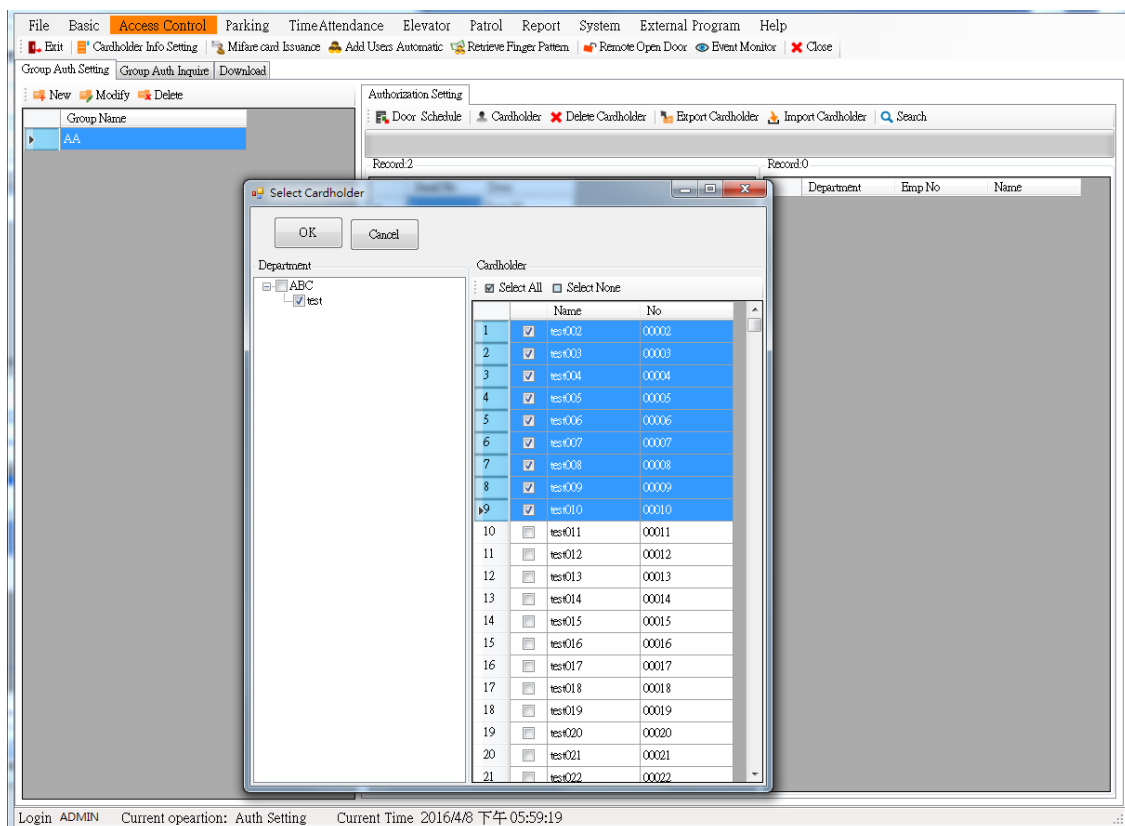 File Basic Access Control Parking TimeAttendance Elevator Patrol Report System External Program Help
Exit Cardholder Info Setting Mifare card Issuance Add Users Automatic Retrieve Finger Pattern Remote Open Door Event Monitor Close
Group Auth Setting Group Auth Inquire Download
New Modify Delete
Group Name
AA
Authorization Setting
Door Schedule Cardholder Delete Cardholder Export Cardholder Import Cardholder Search
Record:2 Record:0
Department Emp No Name
Select Cardholder
OK Cancel
Department
ABC
test
Cardholder
Select All Select None
Name No
1 test002 00002
2 test003 00003
3 test004 00004
4 test005 00005
5 test006 00006
6 test007 00007
7 test008 00008
8 test009 00009
9 test010 00010
10 test011 00011
11 test012 00012
12 test013 00013
13 test014 00014
14 test015 00015
15 test016 00016
16 test017 00017
17 test018 00018
18 test019 00019
19 test020 00020
20 test021 00021
21 test022 00022
Login ADMIN Current opeartion: Auth Setting Current Time 2016/4/8 下午 05:59:19